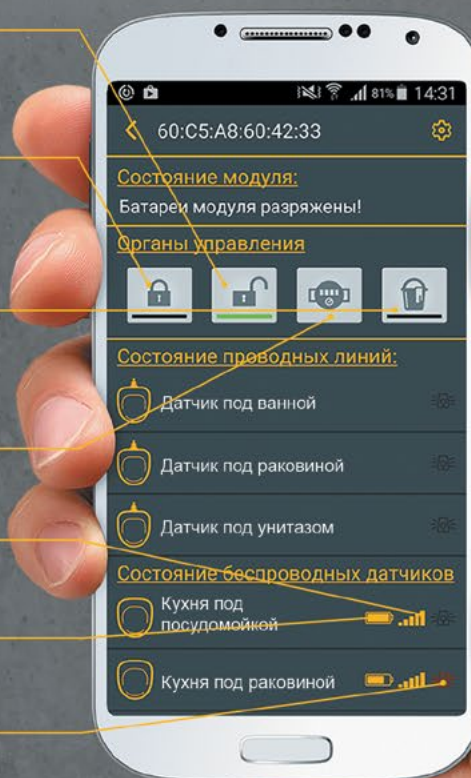 81% 14:31
60:C5:A8:60:42:33
Состояние модуля:
Батареи модуля разряжены!
Органы управления
Состояние проводных линий:
Датчик под ванной
Датчик под раковиной
Датчик под унитазом
Состояние беспроводных датчиков
Кухня под
посудомойкой
Кухня под раковиной